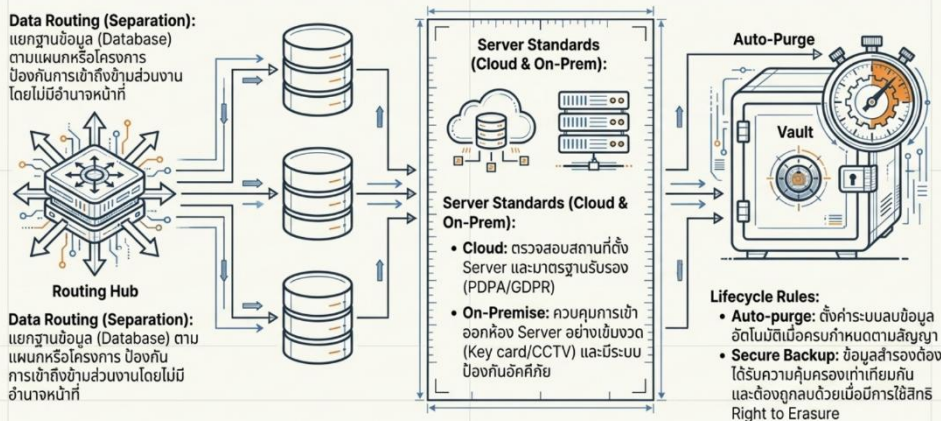 Data Routing (Separation):
แยกฐานข้อมูล (Database)
ตามแผนกหรือโครงการ
ป้องกันการเข้าถึงข้ามส่วนงาน
โดยไม่มีอำนาจหน้าที่
Routing Hub
Data Routing (Separation):
แยกฐานข้อมูล (Database) ตาม
แผนกหรือโครงการ ป้องกัน
การเข้าถึงข้ามส่วนงานโดยไม่มี
อำนาจหน้าที่
Server Standards
(Cloud & On-Prem):
Server Standards (Cloud &
On-Prem):
• Cloud: ตรวจสอบสถานที่ตั้ง
Server และมาตรฐานรับรอง
(PDPA/GDPR)
• On-Premise: ควบคุมการเข้า
ออกห้อง Server อย่างเข้มงวด
(Key card/CCTV) และมีระบบ
ป้องกันอัคคีภัย
Auto-Purge
Vault
Lifecycle Rules:
• Auto-purge: ตั้งค่าระบบลบข้อมูล
อัตโนมัติเมื่อครบกำหนดตามสัญญา
• Secure Backup: ข้อมูลสำรองต้อง
ได้รับความคุ้มครองเท่าเทียมกัน
และต้องถูกลบด้วยเมื่อมีการใช้สิทธิ
Right to Erasure